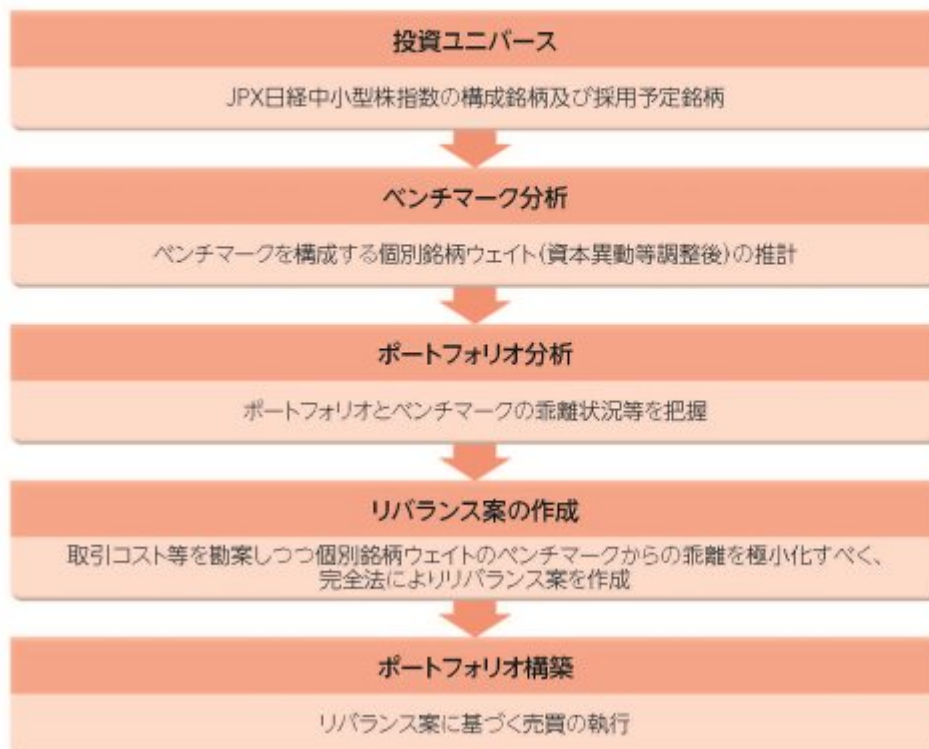 投資ユニバース
JPX日経中小型株指数の構成銘柄及び採用予定銘柄
ベンチマーク分析
ベンチマークを構成する個別銘柄ウェイト(資本異動等調整後)の推計
ポートフォリオ分析
ポートフォリオとベンチマークの乖離状況等を把握
リバランス案の作成
取引コスト等を勘案しつつ個別銘柄ウェイトのベンチマークからの乖離を極小化すべく、
完全法によりリバランス案を作成
ポートフォリオ構築
リバランス案に基づく売買の執行